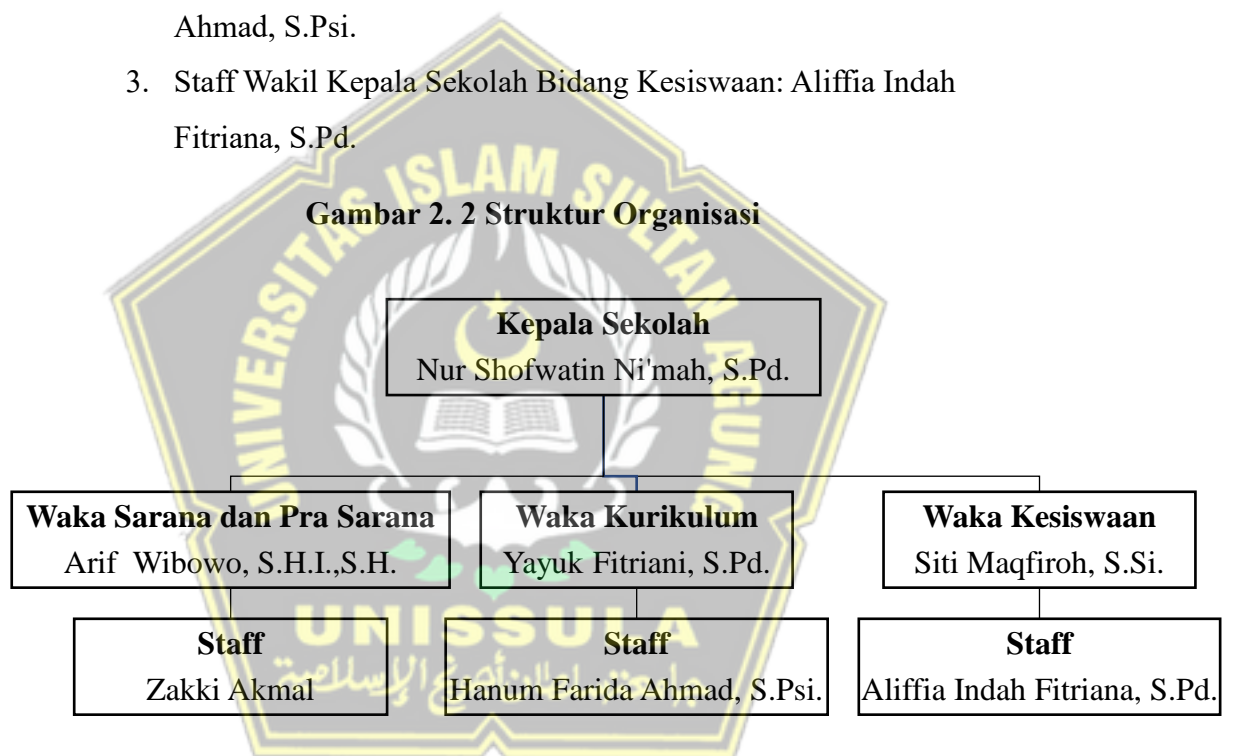 Ahmad, S.Psi.
3. Staff Wakil Kepala Sekolah Bidang Kesiswaan: Aliffia Indah
Fitriana, S.Pd.
UNIVERSITAS ISLAM SULTAN AGUNG
Gambar 2. 2 Struktur Organisasi
Kepala Sekolah
Nur Shofwatin Ni'mah, S.Pd.
Waka Sarana dan Pra Sarana
Arif Wibowo, S.H.I.,S.H.
Waka Kurikulum
Yayuk Fitriani, S.Pd.
Waka Kesiswaan
Siti Maqfiroh, S.Si.
UNISSULA
Staff
Zakki Akmal
Staff
Hanum Farida Ahmad, S.Psi.
Staff
Aliffia Indah Fitriana, S.Pd.